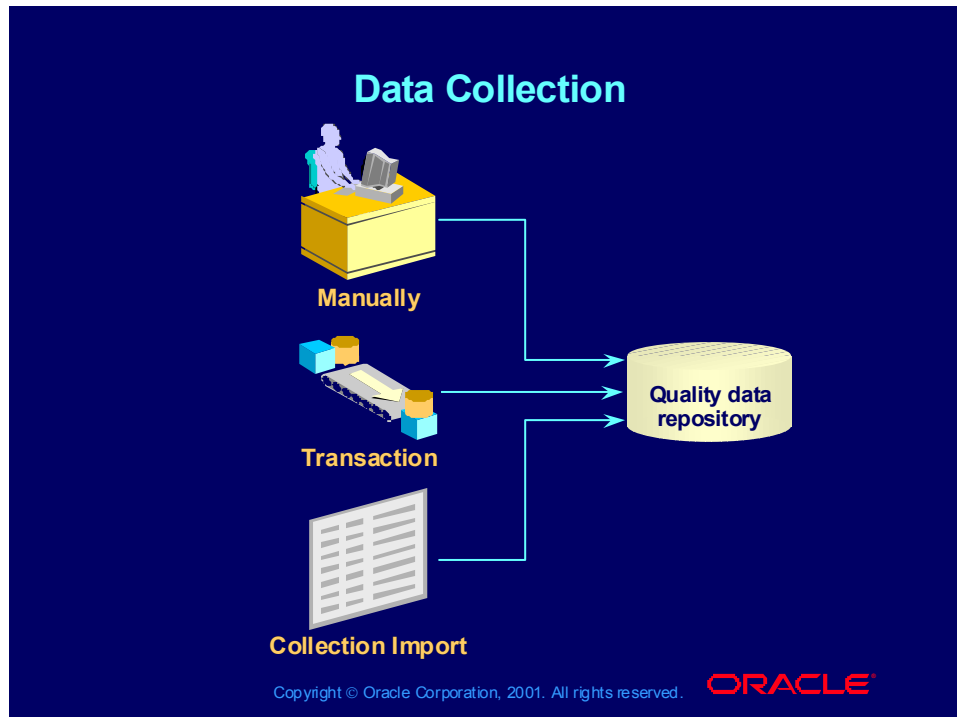 Data Collection
Manually
Quality data
repository
Transaction
Collection Import
Copyright © Oracle Corporation, 2001. All rights reserved.
ORACLE®